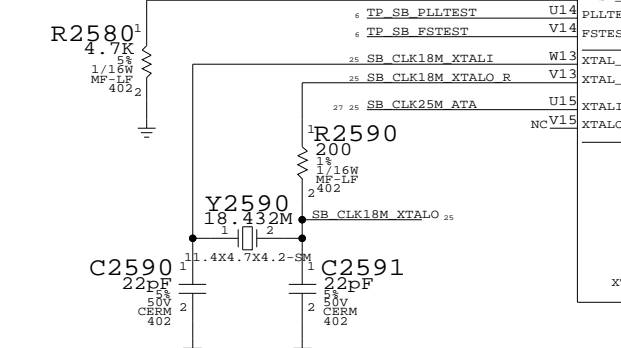 6 TP_SB_PLLTEST U14 PLLTE
6 TP_SB_FSTEST V14 FSTES
R2580 1
4.7K
5%
1/16W
MF-LF
402 2
25 SB_CLK18M_XTALI W13 XTAL_
25 SB_CLK18M_XTALO_R V13 XTAL_
27 25 SB_CLK25M_ATA U15 XTALI
NC V15 XTALO
1 R2590
200
1%
1/16W
MF-LF
2 402
Y2590
18.432M
SB_CLK18M_XTALO 25
1 2
11.4X4.7X4.2-SM
C2590 1
22pF
5%
50V 2
CERM
402
1 C2591
22pF
5%
2 50V
CERM
402
XT